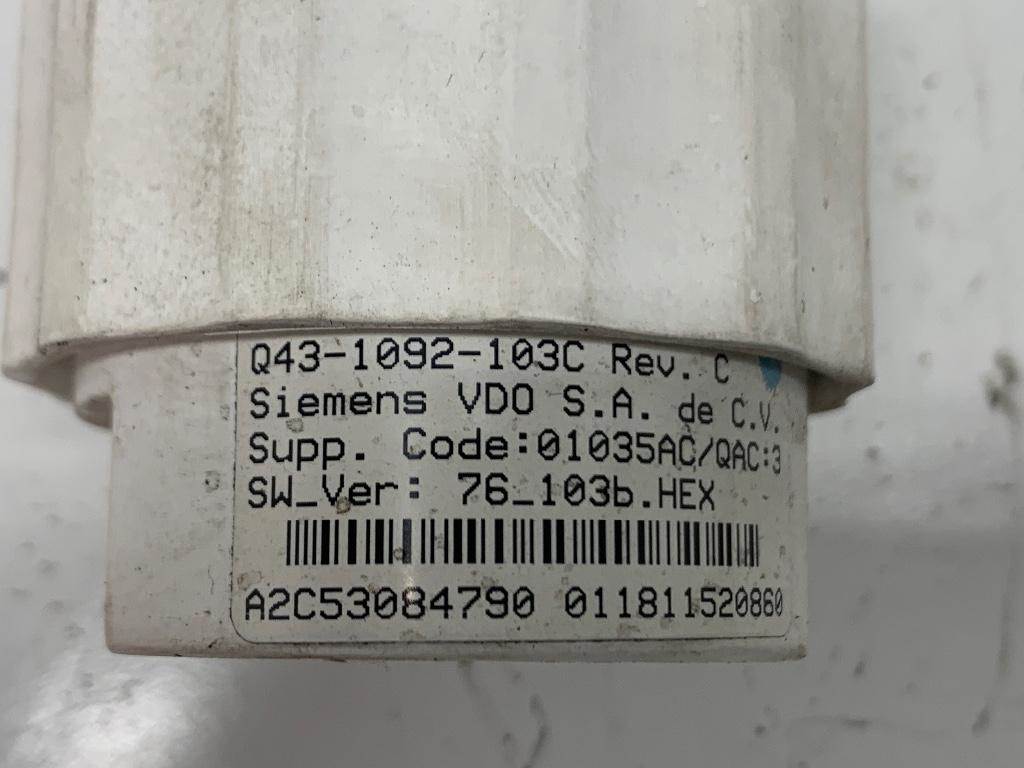 Q43-1092-103C Rev. C
Siemens VDO S.A. de C.V.
Supp. Code:01035AC/QAC:3
SW_Ver: 76_103b.HEX
A2C53084790 011811520860